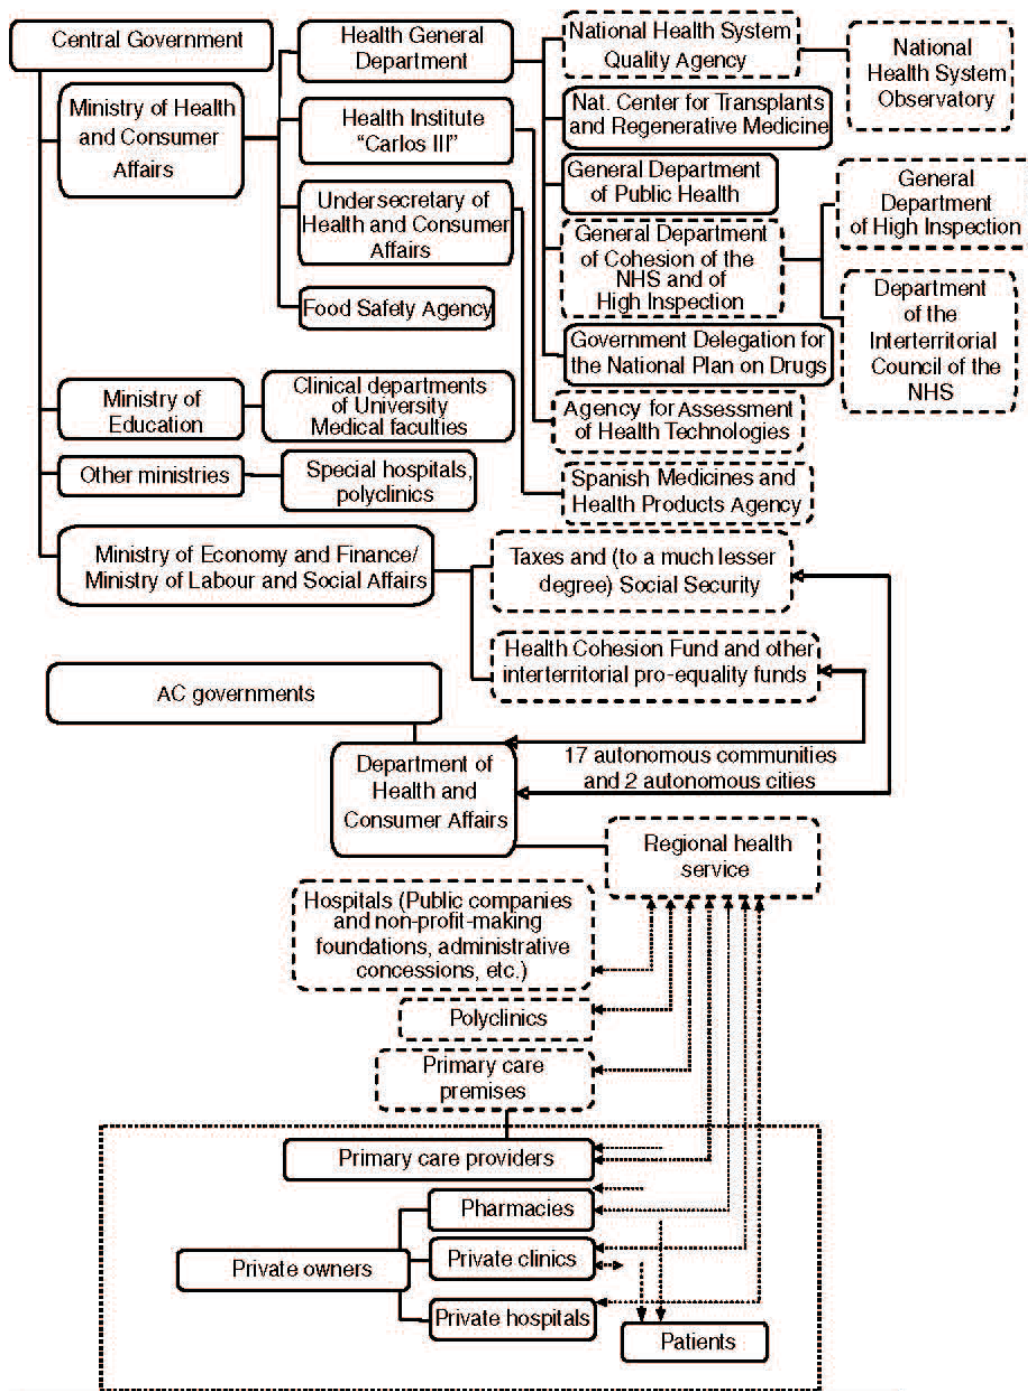 Central Government
Ministry of Health
and Consumer
Affairs
Health General
Department
Health Institute
“Carlos III”
Undersecretary of
Health and Consumer
Affairs
Food Safety Agency
National Health System
Quality Agency
Nat. Center for Transplants
and Regenerative Medicine
General Department
of Public Health
General Department
of Cohesion of the
NHS and of
High Inspection
Government Delegation for
the National Plan on Drugs
Agency for Assessment
of Health Technologies
Spanish Medicines and
Health Products Agency
National
Health System
Observatory
General
Department
of High Inspection
Department
of the
Interterritorial
Council of the
NHS
Ministry of
Education
Clinical departments
of University
Medical faculties
Other ministries
Special hospitals,
polyclinics
Ministry of Economy and Finance/
Ministry of Labour and Social Affairs
Taxes and (to a much lesser
degree) Social Security
Health Cohesion Fund and other
interterritorial pro-equality funds
AC governments
Department of
Health and
Consumer Affairs
17 autonomous communities
and 2 autonomous cities
Regional health
service
Hospitals (Public companies
and non-profit-making
foundations, administrative
concessions, etc.)
Polyclinics
Primary care
premises
Primary care providers
Pharmacies
Private clinics
Private owners
Private hospitals
Patients